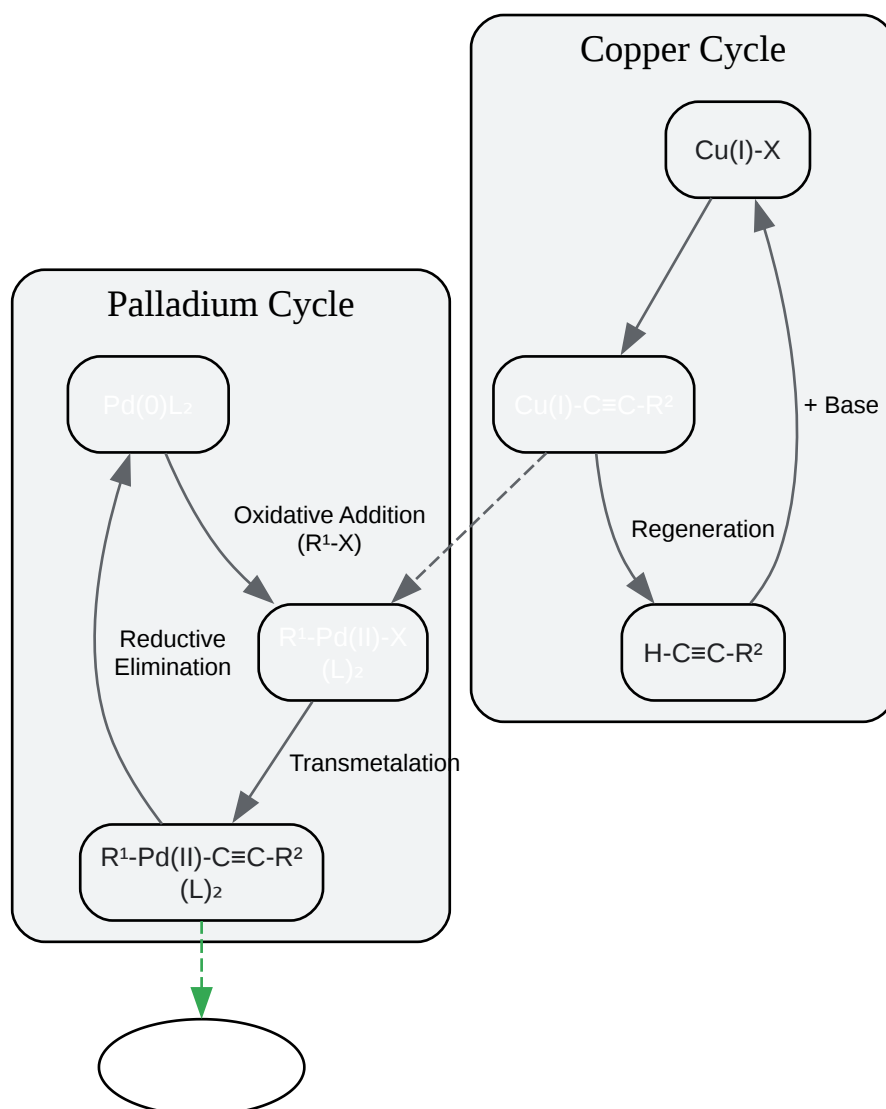 Copper Cycle
Cu(I)-X
Palladium Cycle
Pd(0)L₂
Cu(I)-C≡C-R²
+ Base
Oxidative Addition
(R¹-X)
Regeneration
Reductive
Elimination
R¹-Pd(II)-X
(L)₂
H-C≡C-R²
Transmetalation
R¹-Pd(II)-C≡C-R²
(L)₂